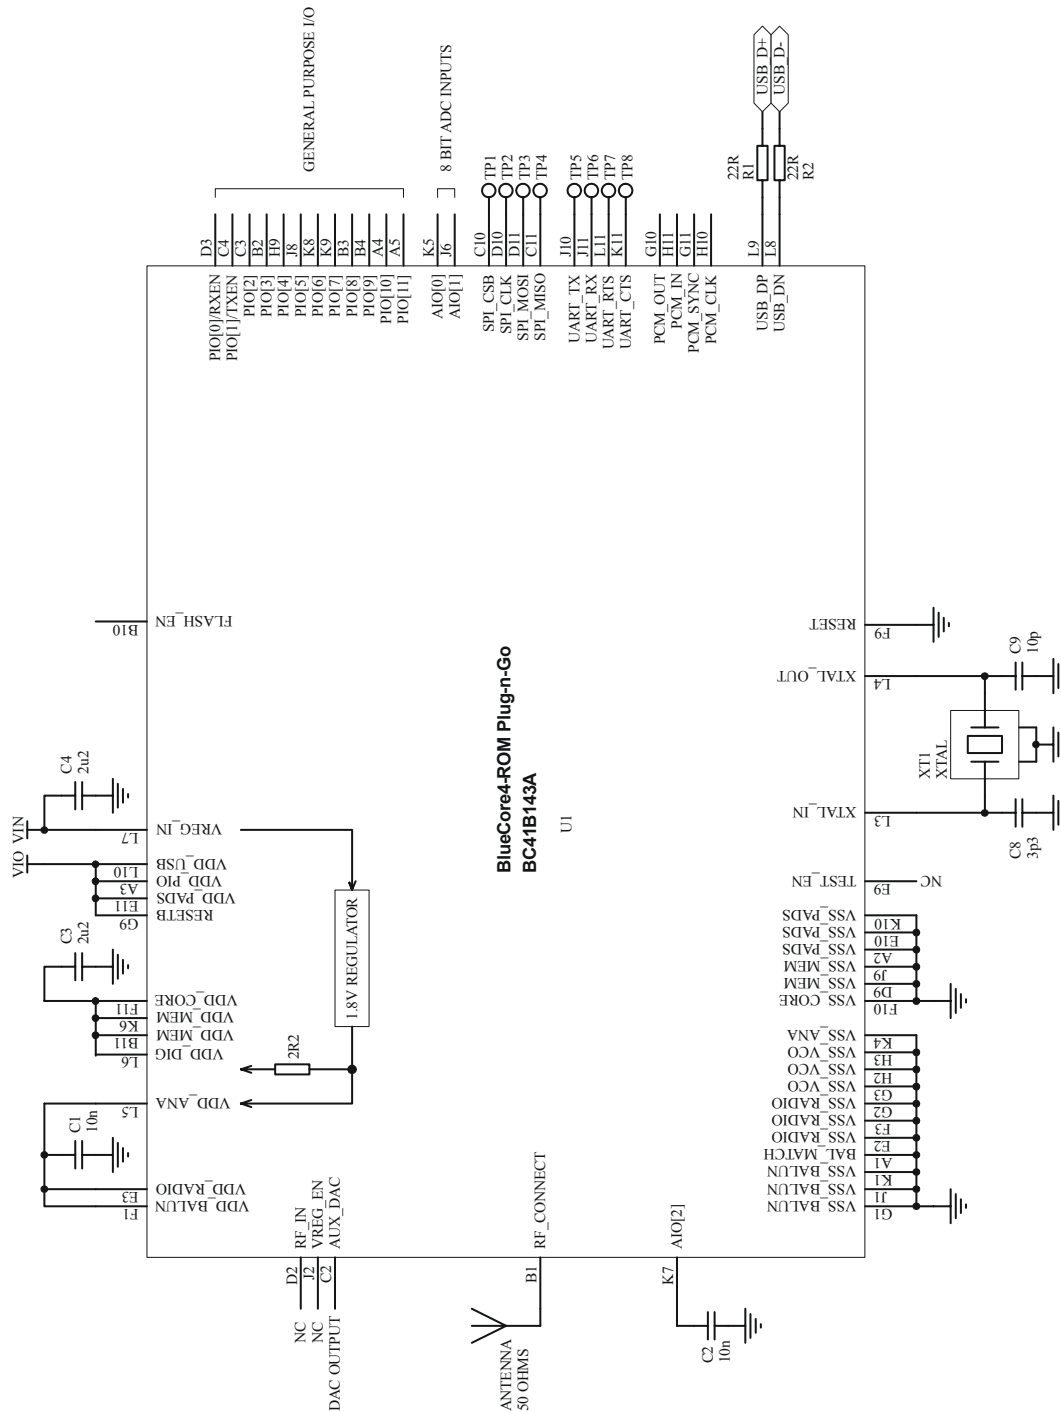 GENERAL PURPOSE I/O
8 BIT ADC INPUTS
D3 PIO[0]/RXEN
C4 PIO[1]/TXEN
C3 PIO[2]
B2 PIO[3]
H9 PIO[4]
J8 PIO[5]
K8 PIO[6]
K9 PIO[7]
B3 PIO[8]
B4 PIO[9]
A4 PIO[10]
A5 PIO[11]
K5 AIO[0]
J6 AIO[1]
TP1 C10 SPI_CSB
TP2 D10 SPI_CLK
TP3 D11 SPI_MOSI
TP4 C11 SPI_MISO
TP5 J10 UART_TX
TP6 J11 UART_RX
TP7 L11 UART_RTS
TP8 K11 UART_CTS
G10 PCM_OUT
H11 PCM_IN
G11 PCM_SYNC
H10 PCM_CLK
USB_D+
22R
R1
L9 USB_DP
USB_D-
22R
R2
L8 USB_DN
B10 FLASH_EN
VIN
C4
2u2
L7 VREG_IN
VIO
L10 VDD_USB
A3 VDD_PIO
E11 VDD_PADS
G9 RESETB
C3
2u2
F11 VDD_CORE
K6 VDD_MEM
B11 VDD_MEM
L6 VDD_DIG
L5 VDD_ANA
C1
10n
E3 VDD_RADIO
F1 VDD_BALUN
1.8V REGULATOR
2R2
BlueCore4-ROM Plug-n-Go
BC41B143A
U1
RESET F9
XTAL_OUT L4
C9
10p
XT1
XTAL
XTAL_IN L3
C8
3p3
TEST_EN E9 NC
VSS_PADS K10
VSS_PADS E10
VSS_PADS A2
VSS_MEM J9
VSS_MEM D9
VSS_CORE F10
VSS_ANA K4
VSS_VCO H3
VSS_VCO H2
VSS_VCO G3
VSS_RADIO G2
VSS_RADIO F3
VSS_RADIO E2
BAL_MATCH A1
VSS_BALUN K1
VSS_BALUN J1
VSS_BALUN G1
NC D2 RF_IN
NC J2 VREG_EN
DAC OUTPUT C2 AUX_DAC
B1 RF_CONNECT
ANTENNA
50 OHMS
K7 AIO[2]
C2
10n